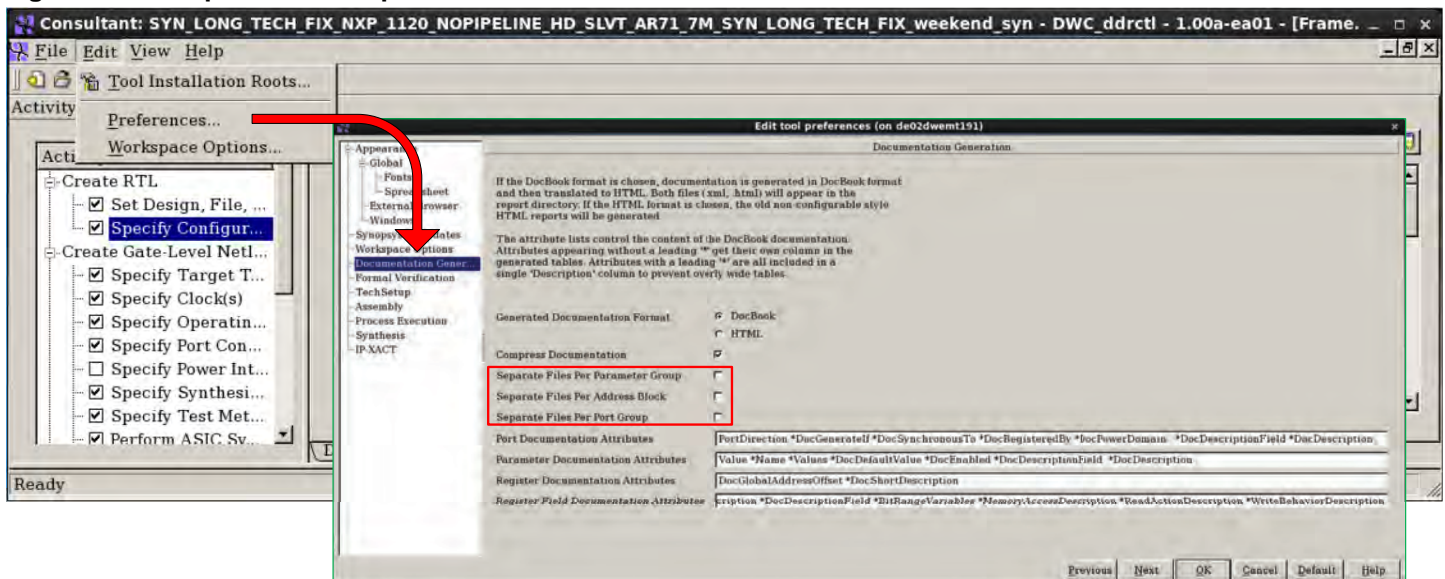 Consultant: SYN_LONG_TECH_FIX_NXP_1120_NOPIPELINE_HD_SLVT_AR71_7M_SYN_LONG_TECH_FIX_weekend_syn - DWC_ddrctl - 1.00a-ea01 - [Frame.
File Edit View Help
Tool Installation Roots...
Activity
Preferences...
Workspace Options...
Acti
Create RTL
Set Design, File, ...
Specify Configur...
Create Gate-Level Netl...
Specify Target T...
Specify Clock(s)
Specify Operatin...
Specify Port Con...
Specify Power Int...
Specify Synthesi...
Specify Test Met...
Perform ASIC Sy...
Ready
Edit tool preferences (on de02dwemt191)
Appearance
Global
Fonts
External Browser
Windows
Workspace Options
Documentation Gener...
Formal Verification
TechSetup
Assembly
Process Execution
Synthesis
IP-XACT
Documentation Generation
If the DocBook format is chosen, documentation is generated in DocBook format
and then translated to HTML. Both files (xml, .html) will appear in the
report directory. If the HTML format is chosen, the old non-configurable style
HTML reports will be generated
The attribute lists control the content of the DocBook documentation.
Attributes appearing without a leading '*' get their own column in the
generated tables. Attributes with a leading '*' are all included in a
single 'Description' column to prevent overly wide tables.
Generated Documentation Format DocBook
HTML
Compress Documentation
Separate Files Per Parameter Group
Separate Files Per Address Block
Separate Files Per Port Group
Port Documentation Attributes PortDirection *DocGenerateIf *DocSynchronousTo *DocRegisteredBy *DocPowerDomain *DocDescriptionField *DocDescription
Parameter Documentation Attributes Value *Name *Values *DocDefaultValue *DocEnabled *DocDescriptionField *DocDescription
Register Documentation Attributes DocGlobalAddressOffset *DocShortDescription
Register Field Documentation Attributes cription *DocDescriptionField *BitRangeVariables *MemoryAccessDescription *ReadActionDescription *WriteBehaviorDescription
Previous Next OK Cancel Default Help